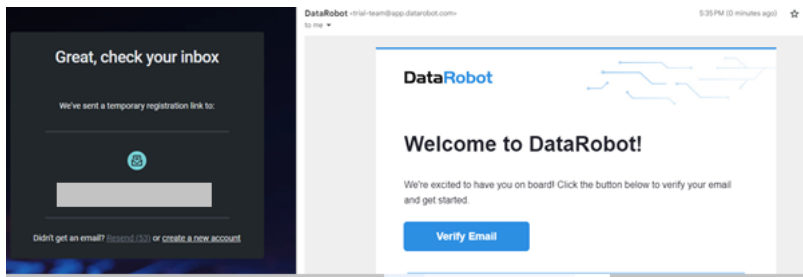 Great, check your inbox
We've sent a temporary registration link to:
Didn't get an email? Resend (53) or create a new account
DataRobot <trial-team@app.datarobot.com>
5:35 PM (0 minutes ago)
to me
DataRobot
Welcome to DataRobot!
We're excited to have you on board! Click the button below to verify your email
and get started.
Verify Email